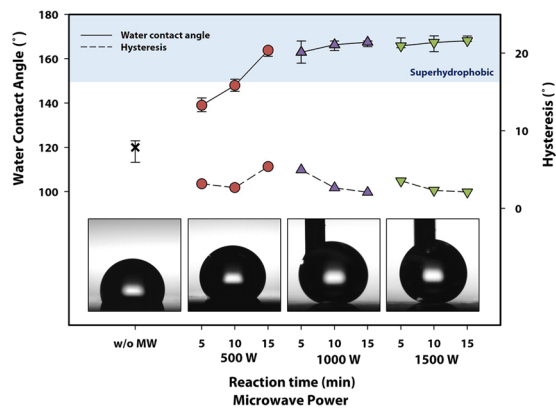 180
160
140
120
100
Water Contact Angle (°)
Water contact angle
Hysteresis
Superhydrophobic
20
10
0
Hysteresis (°)
w/o MW
5 10 15 5 10 15 5 10 15
500 W 1000 W 1500 W
Reaction time (min)
Microwave Power